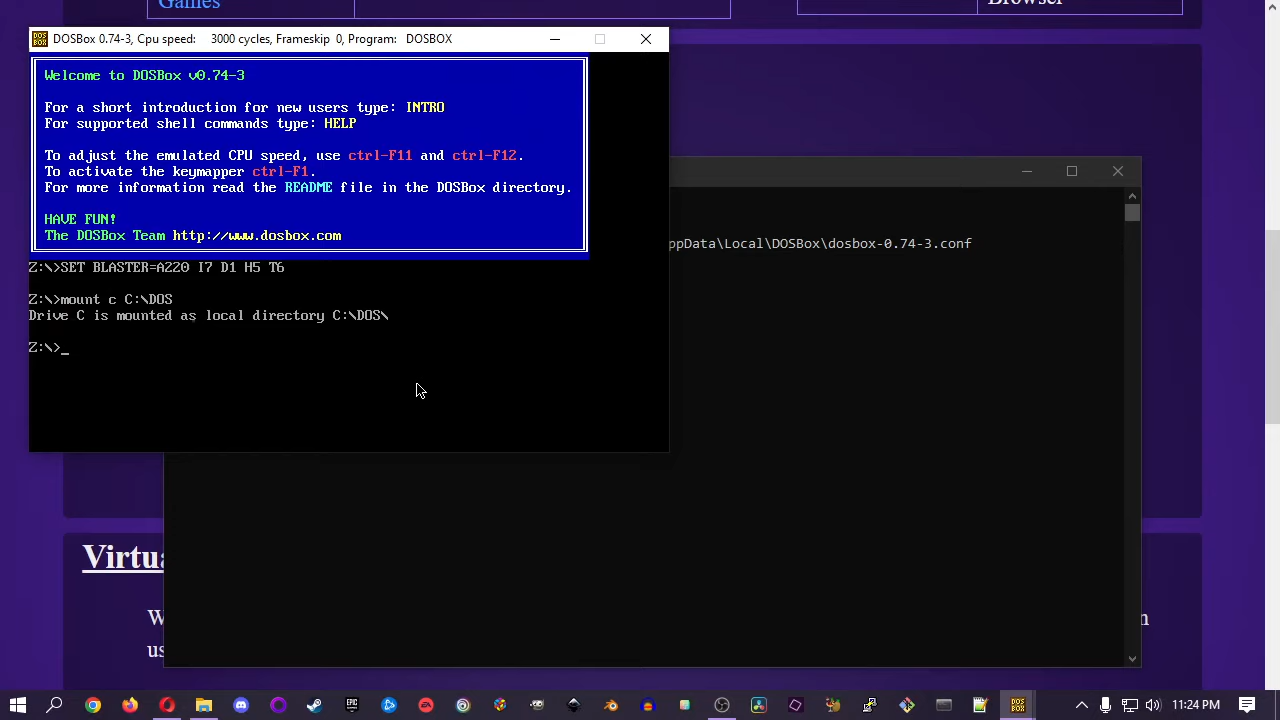 Games
Browser
DOSBox 0.74-3, Cpu speed: 3000 cycles, Frameskip 0, Program: DOSBOX
Welcome to DOSBox v0.74-3
For a short introduction for new users type: INTRO
For supported shell commands type: HELP
To adjust the emulated CPU speed, use ctrl-F11 and ctrl-F12.
To activate the keymapper ctrl-F1.
For more information read the README file in the DOSBox directory.
HAVE FUN!
The DOSBox Team http://www.dosbox.com
Z:\>SET BLASTER=A220 I7 D1 H5 T6
Z:\>mount c C:\DOS
Drive C is mounted as local directory C:\DOS\
Z:\>_
ppData\Local\DOSBox\dosbox-0.74-3.conf
Virtua
W
n
us
11:24 PM